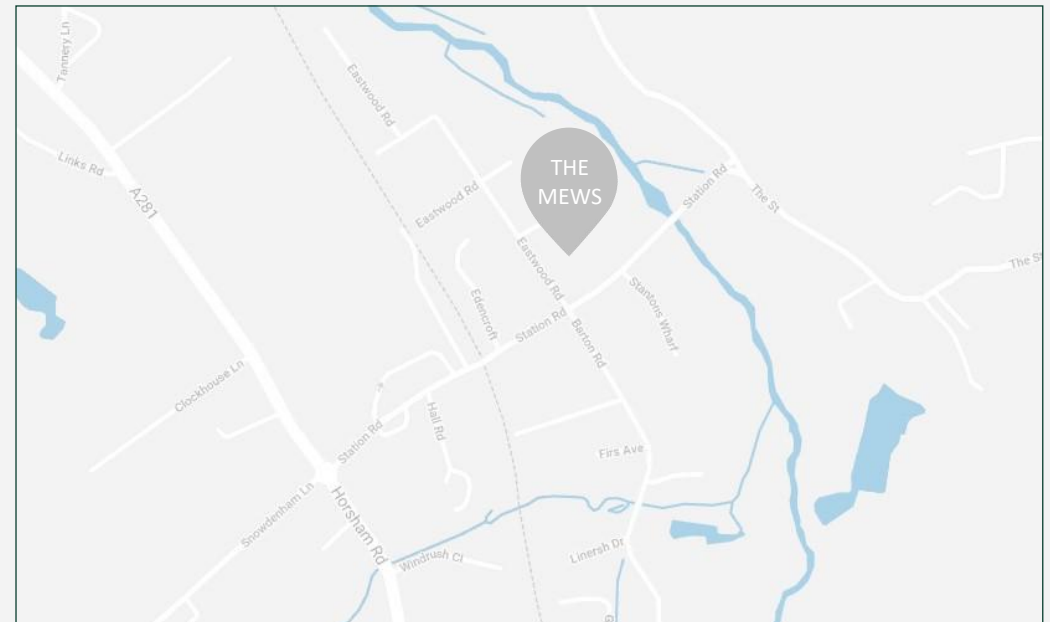 Tannery Ln
Eastwood Rd
Links Rd
A281
THE
MEWS
Station Rd
The St
Eastwood Rd
Eastwood Rd
The St
Edencroft
Stantons Wharf
Station Rd
Barton Rd
Clockhouse Ln
Hall Rd
Station Rd
Firs Ave
Snowdenham Ln
Horsham Rd
Linersh Dr
Windrush Cl
G